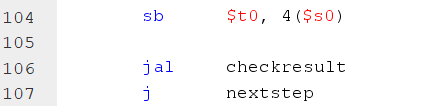 104 sb $t0, 4($s0)
105
106 jal checkresult
107 j nextstep